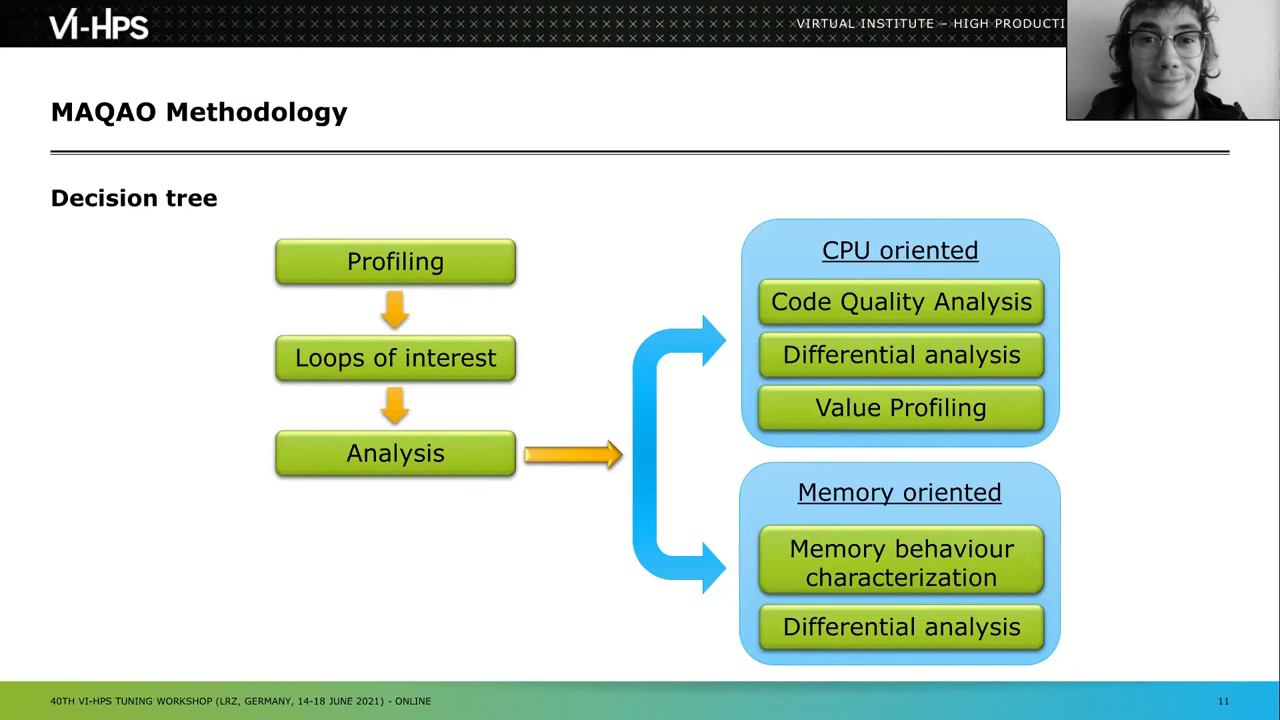 VI-HPS
VIRTUAL INSTITUTE – HIGH PRODUCTI
MAQAO Methodology
Decision tree
Profiling
Loops of interest
Analysis
CPU oriented
Code Quality Analysis
Differential analysis
Value Profiling
Memory oriented
Memory behaviour
characterization
Differential analysis
40TH VI-HPS TUNING WORKSHOP (LRZ, GERMANY, 14-18 JUNE 2021) - ONLINE
11